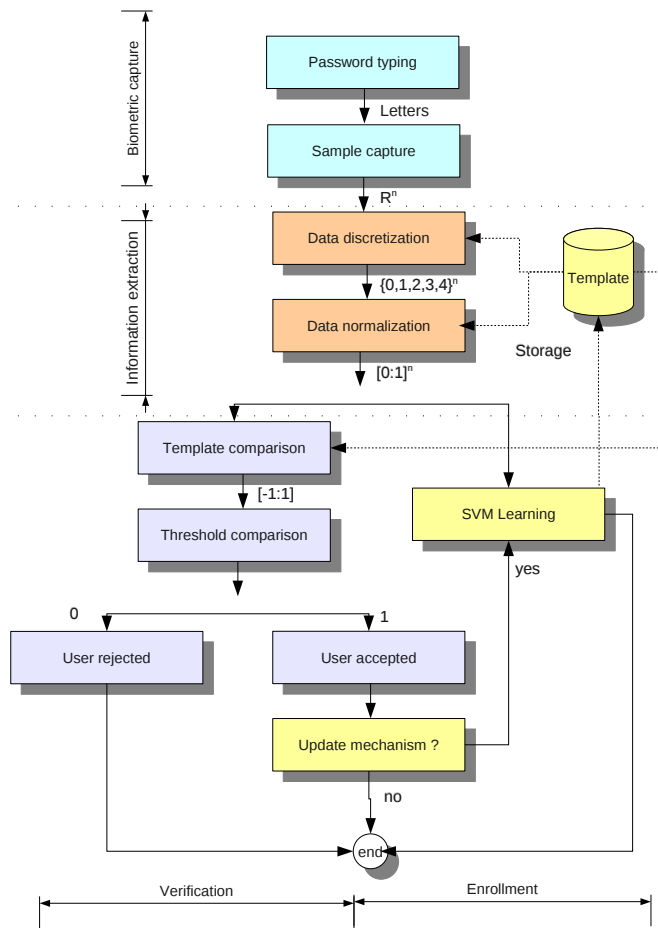 Biometric capture
Password typing
Letters
Sample capture
Rⁿ
Information extraction
Data discretization
{0,1,2,3,4}ⁿ
Template
Data normalization
Storage
[0:1]ⁿ
Template comparison
[-1:1]
SVM Learning
Threshold comparison
yes
0
1
User rejected
User accepted
Update mechanism ?
no
end
Verification
Enrollment